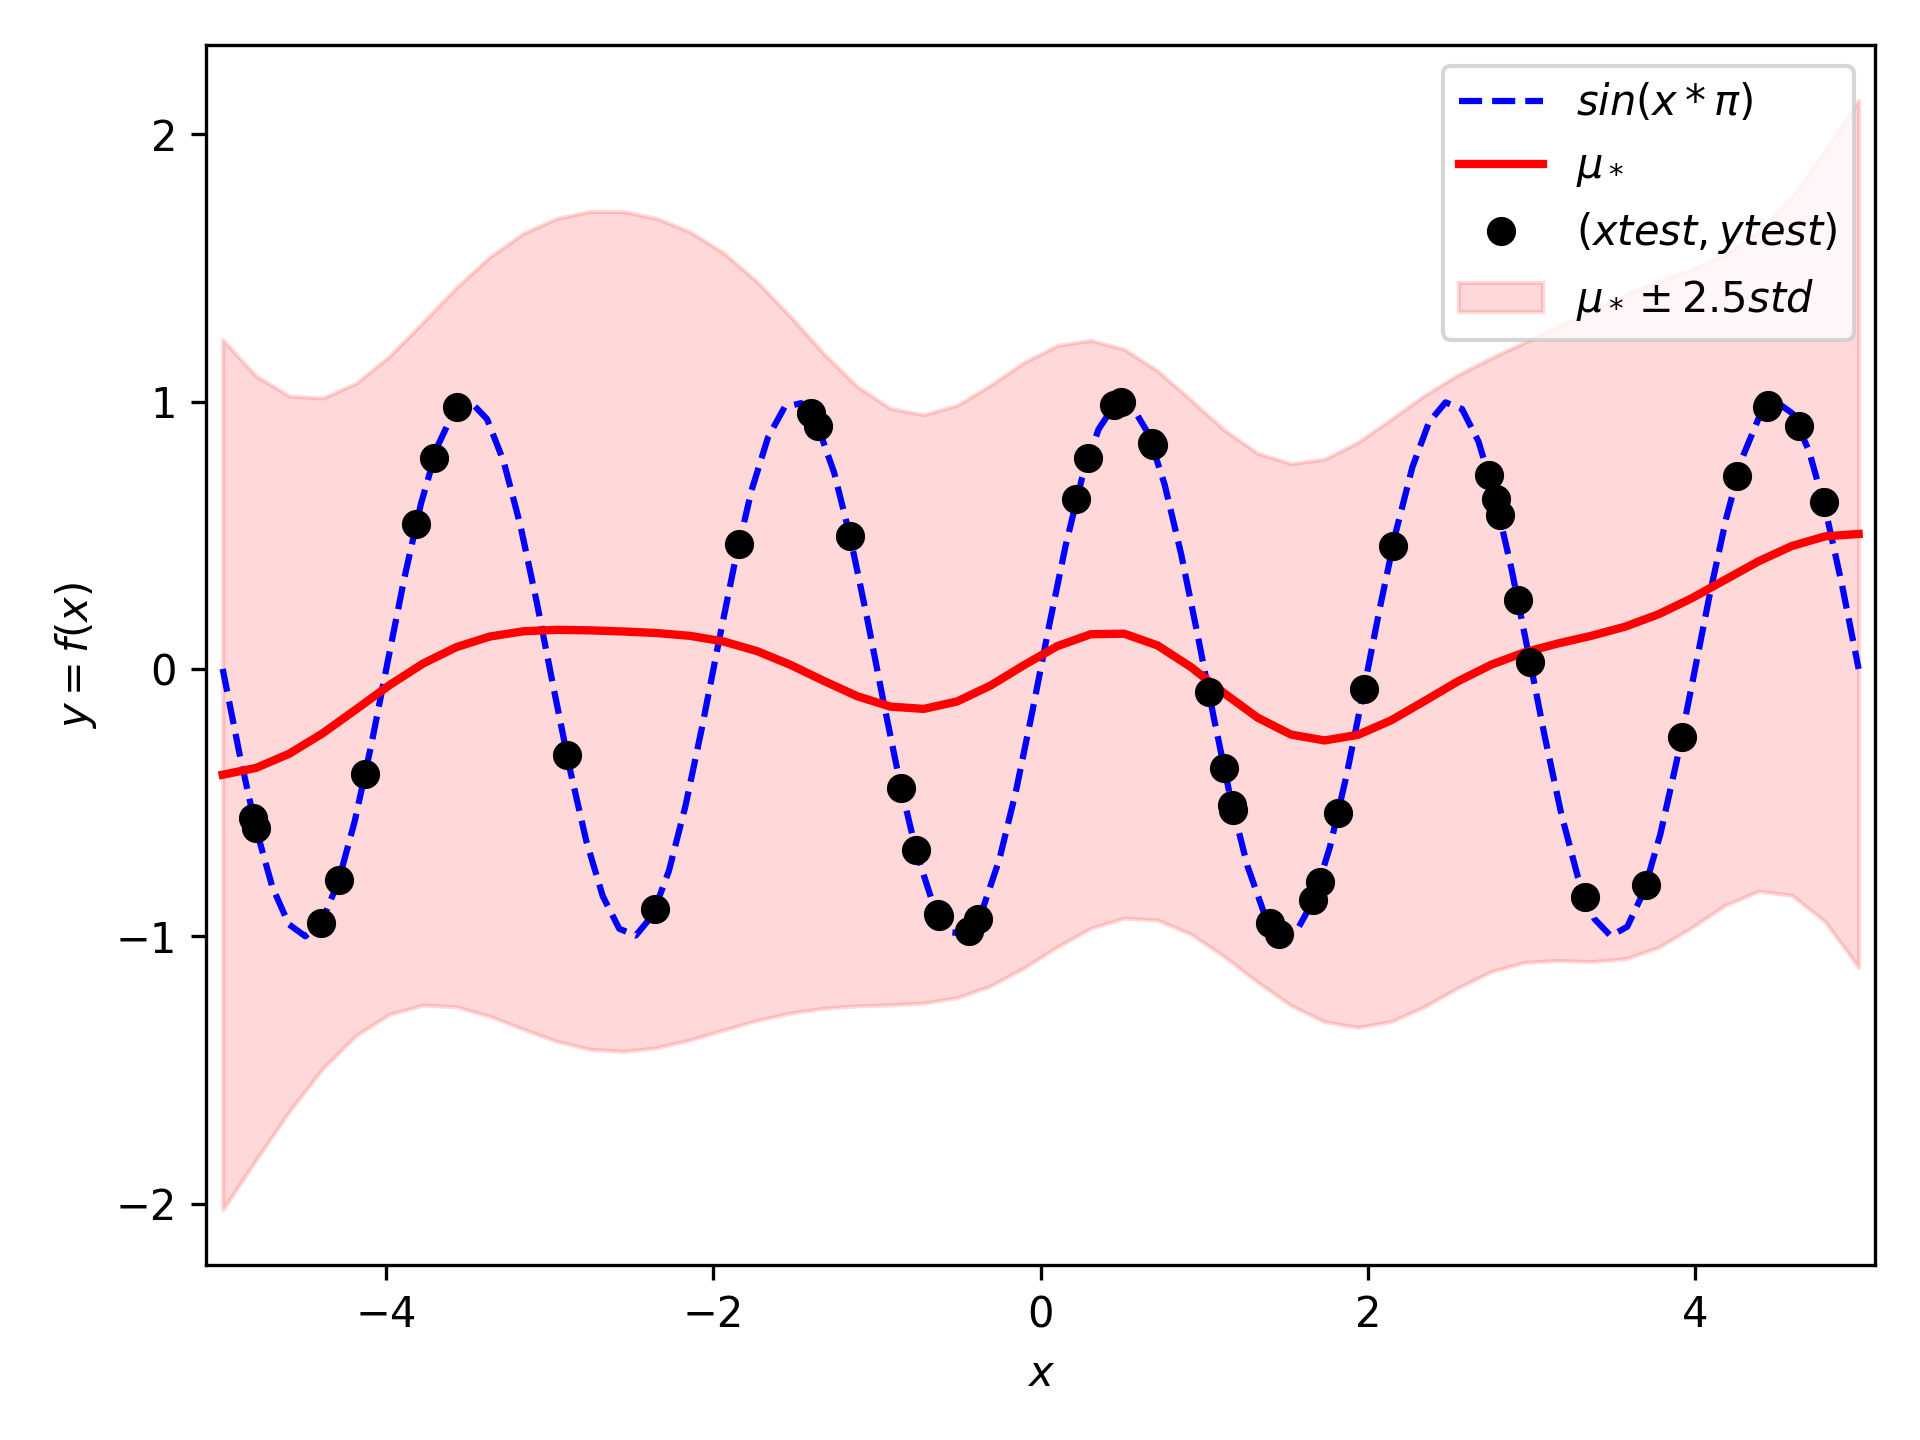 sin(x * π)
μ*
(xtest, ytest)
μ* ± 2.5std
2
1
0
−1
−2
y = f(x)
−4 −2 0 2 4
x